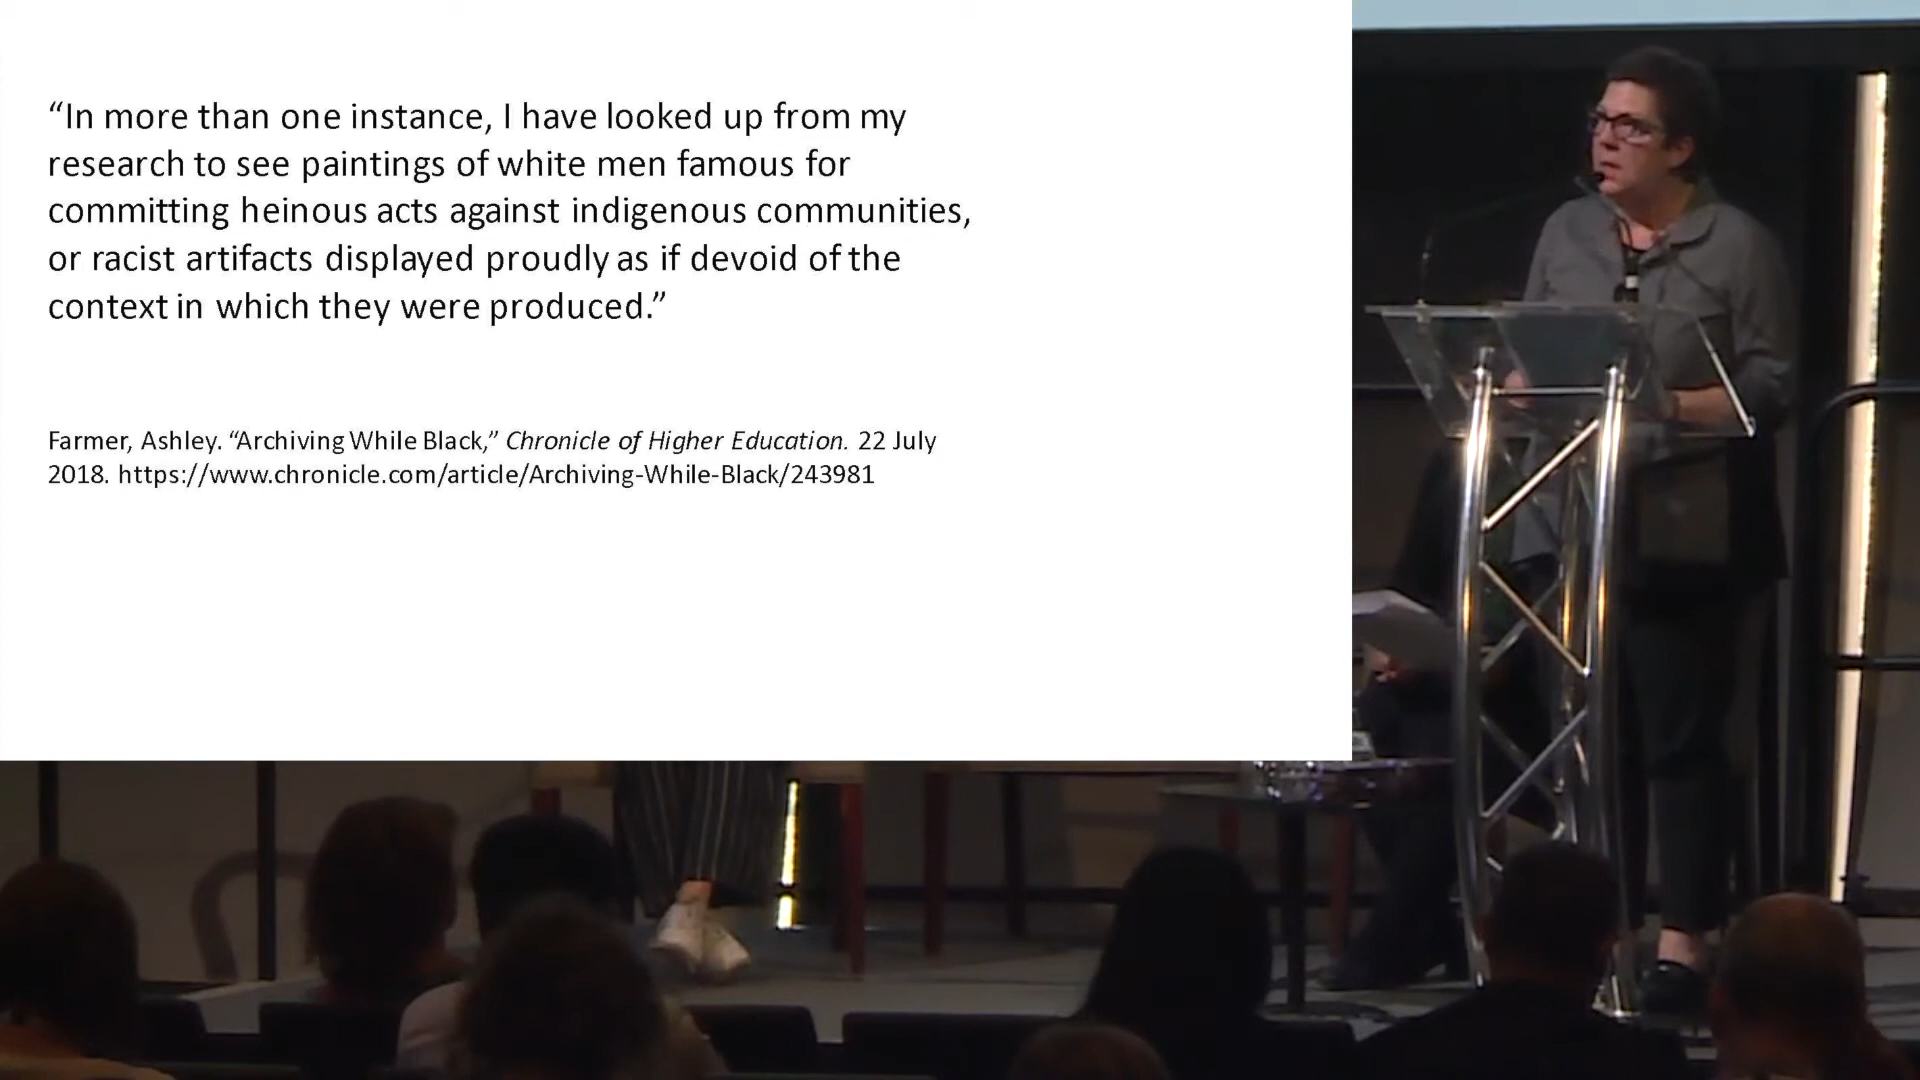 “In more than one instance, I have looked up from my
research to see paintings of white men famous for
committing heinous acts against indigenous communities,
or racist artifacts displayed proudly as if devoid of the
context in which they were produced.”
Farmer, Ashley. “Archiving While Black,” Chronicle of Higher Education. 22 July
2018. https://www.chronicle.com/article/Archiving-While-Black/243981